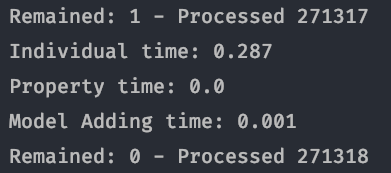 Remained: 1 - Processed 271317
Individual time: 0.287
Property time: 0.0
Model Adding time: 0.001
Remained: 0 - Processed 271318